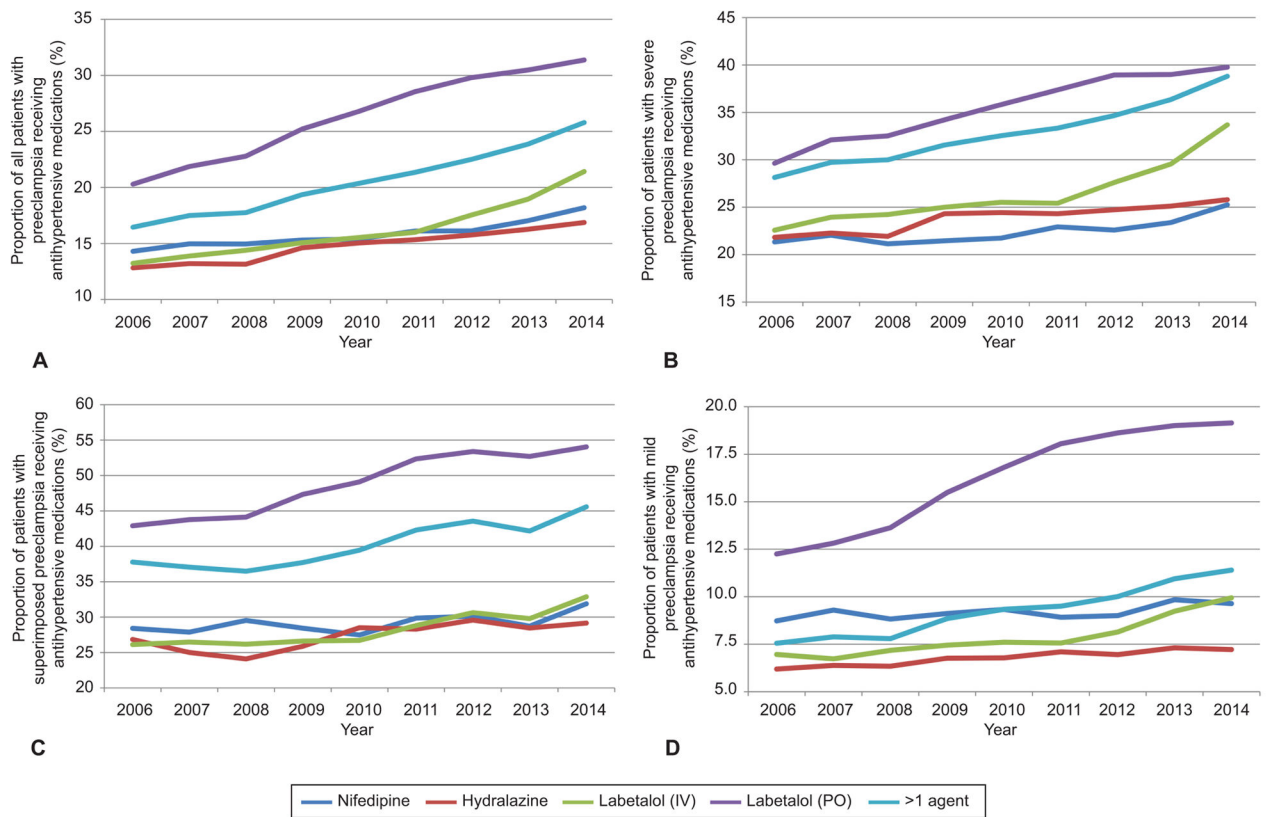 Proportion of all patients with
preeclampsia receiving
antihypertensive medications (%)
35
30
25
20
15
10
2006 2007 2008 2009 2010 2011 2012 2013 2014
Year
A
Proportion of patients with severe
preeclampsia receiving
antihypertensive medications (%)
45
40
35
30
25
20
15
2006 2007 2008 2009 2010 2011 2012 2013 2014
Year
B
Proportion of patients with
superimposed preeclampsia receiving
antihypertensive medications (%)
60
55
50
45
40
35
30
25
20
2006 2007 2008 2009 2010 2011 2012 2013 2014
Year
C
Proportion of patients with mild
preeclampsia receiving
antihypertensive medications (%)
20.0
17.5
15.0
12.5
10.0
7.5
5.0
2006 2007 2008 2009 2010 2011 2012 2013 2014
Year
D
Nifedipine Hydralazine Labetalol (IV) Labetalol (PO) >1 agent